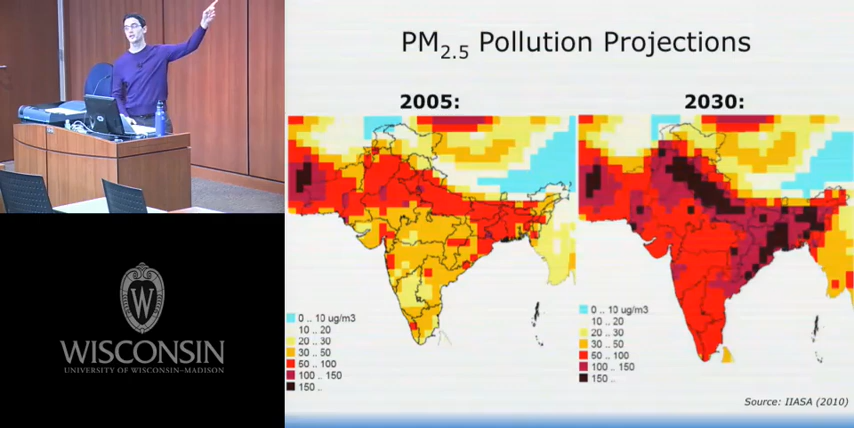 PM2.5 Pollution Projections
2005:
2030:
0 .. 10 ug/m3
10 .. 20
20 .. 30
30 .. 50
50 .. 100
100 .. 150
150 ..
0 .. 10 ug/m3
10 .. 20
20 .. 30
30 .. 50
50 .. 100
100 .. 150
150 ..
Source: IIASA (2010)
W
WISCONSIN
UNIVERSITY OF WISCONSIN–MADISON